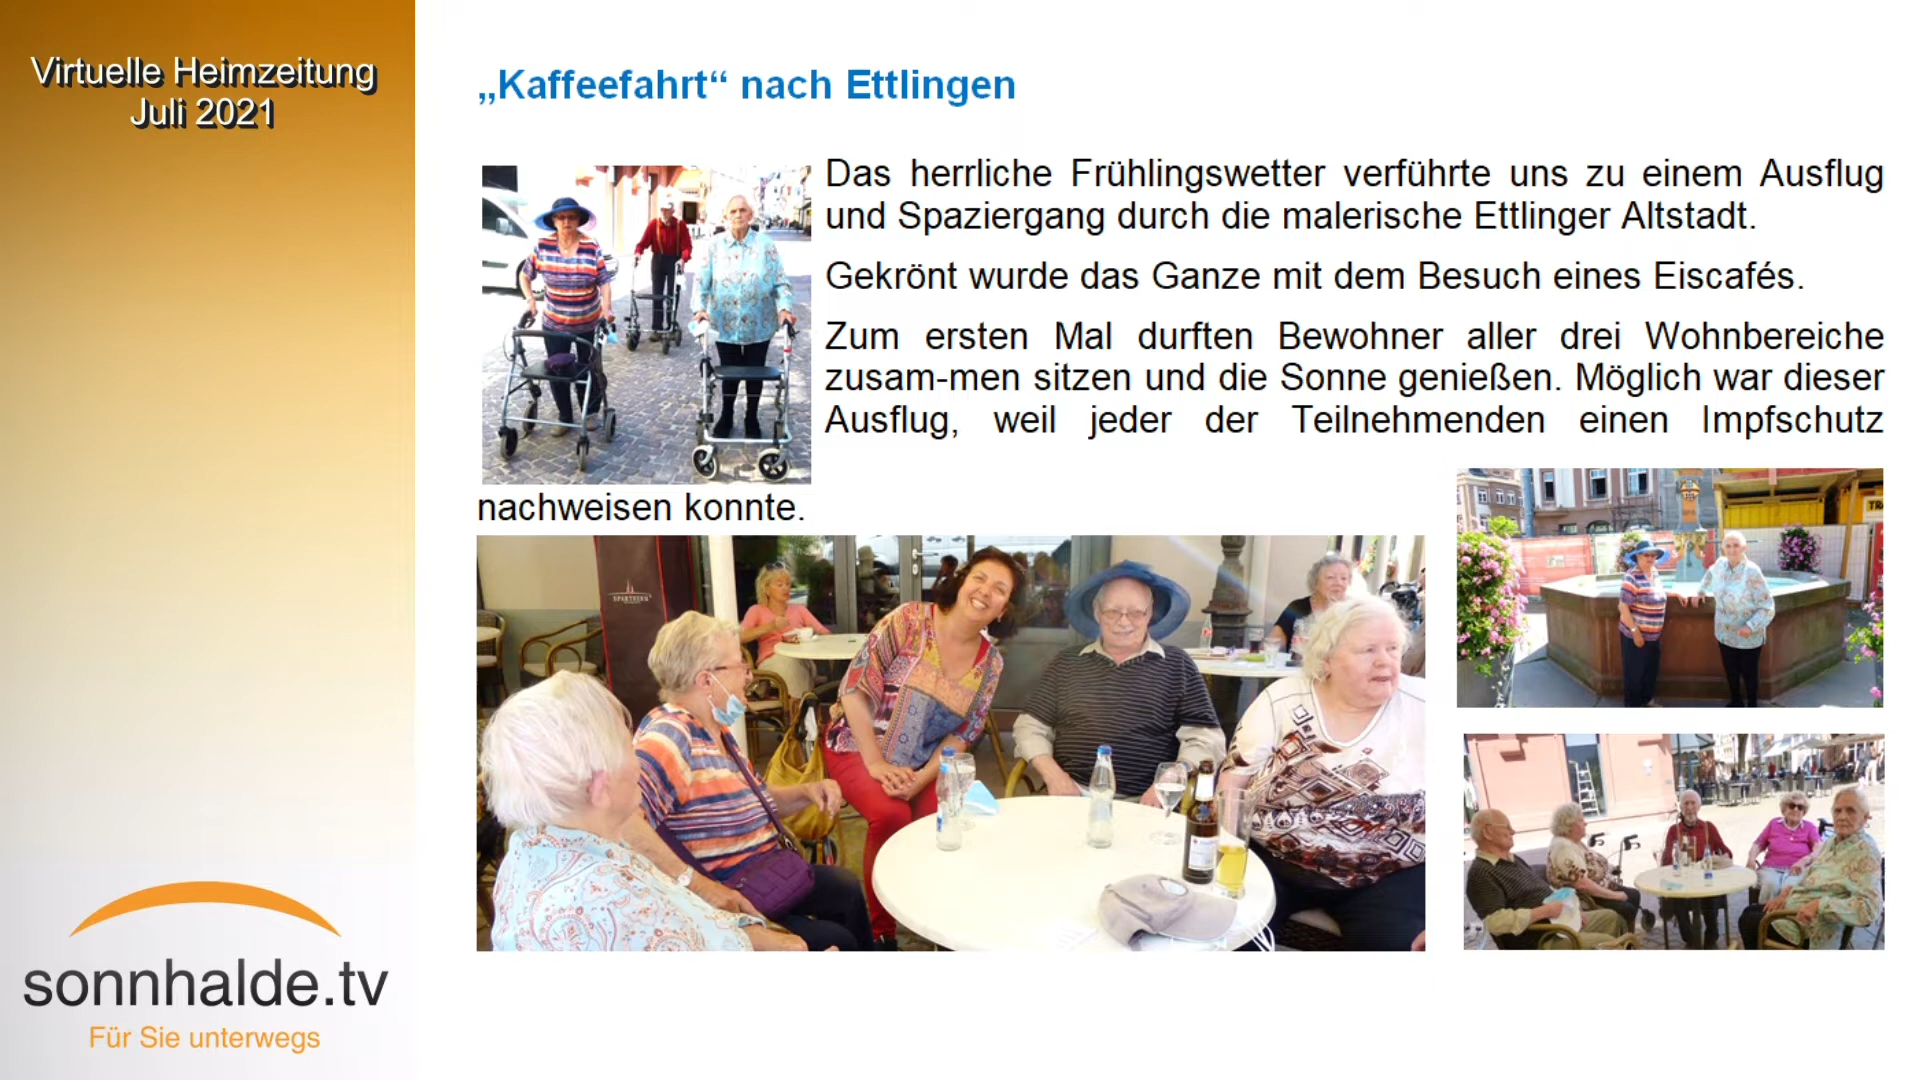 Virtuelle Heimzeitung
Juli 2021
„Kaffeefahrt“ nach Ettlingen
Das herrliche Frühlingswetter verführte uns zu einem Ausflug
und Spaziergang durch die malerische Ettlinger Altstadt.
Gekrönt wurde das Ganze mit dem Besuch eines Eiscafés.
Zum ersten Mal durften Bewohner aller drei Wohnbereiche
zusam-men sitzen und die Sonne genießen. Möglich war dieser
Ausflug, weil jeder der Teilnehmenden einen Impfschutz
nachweisen konnte.
sonnhalde.tv
Für Sie unterwegs